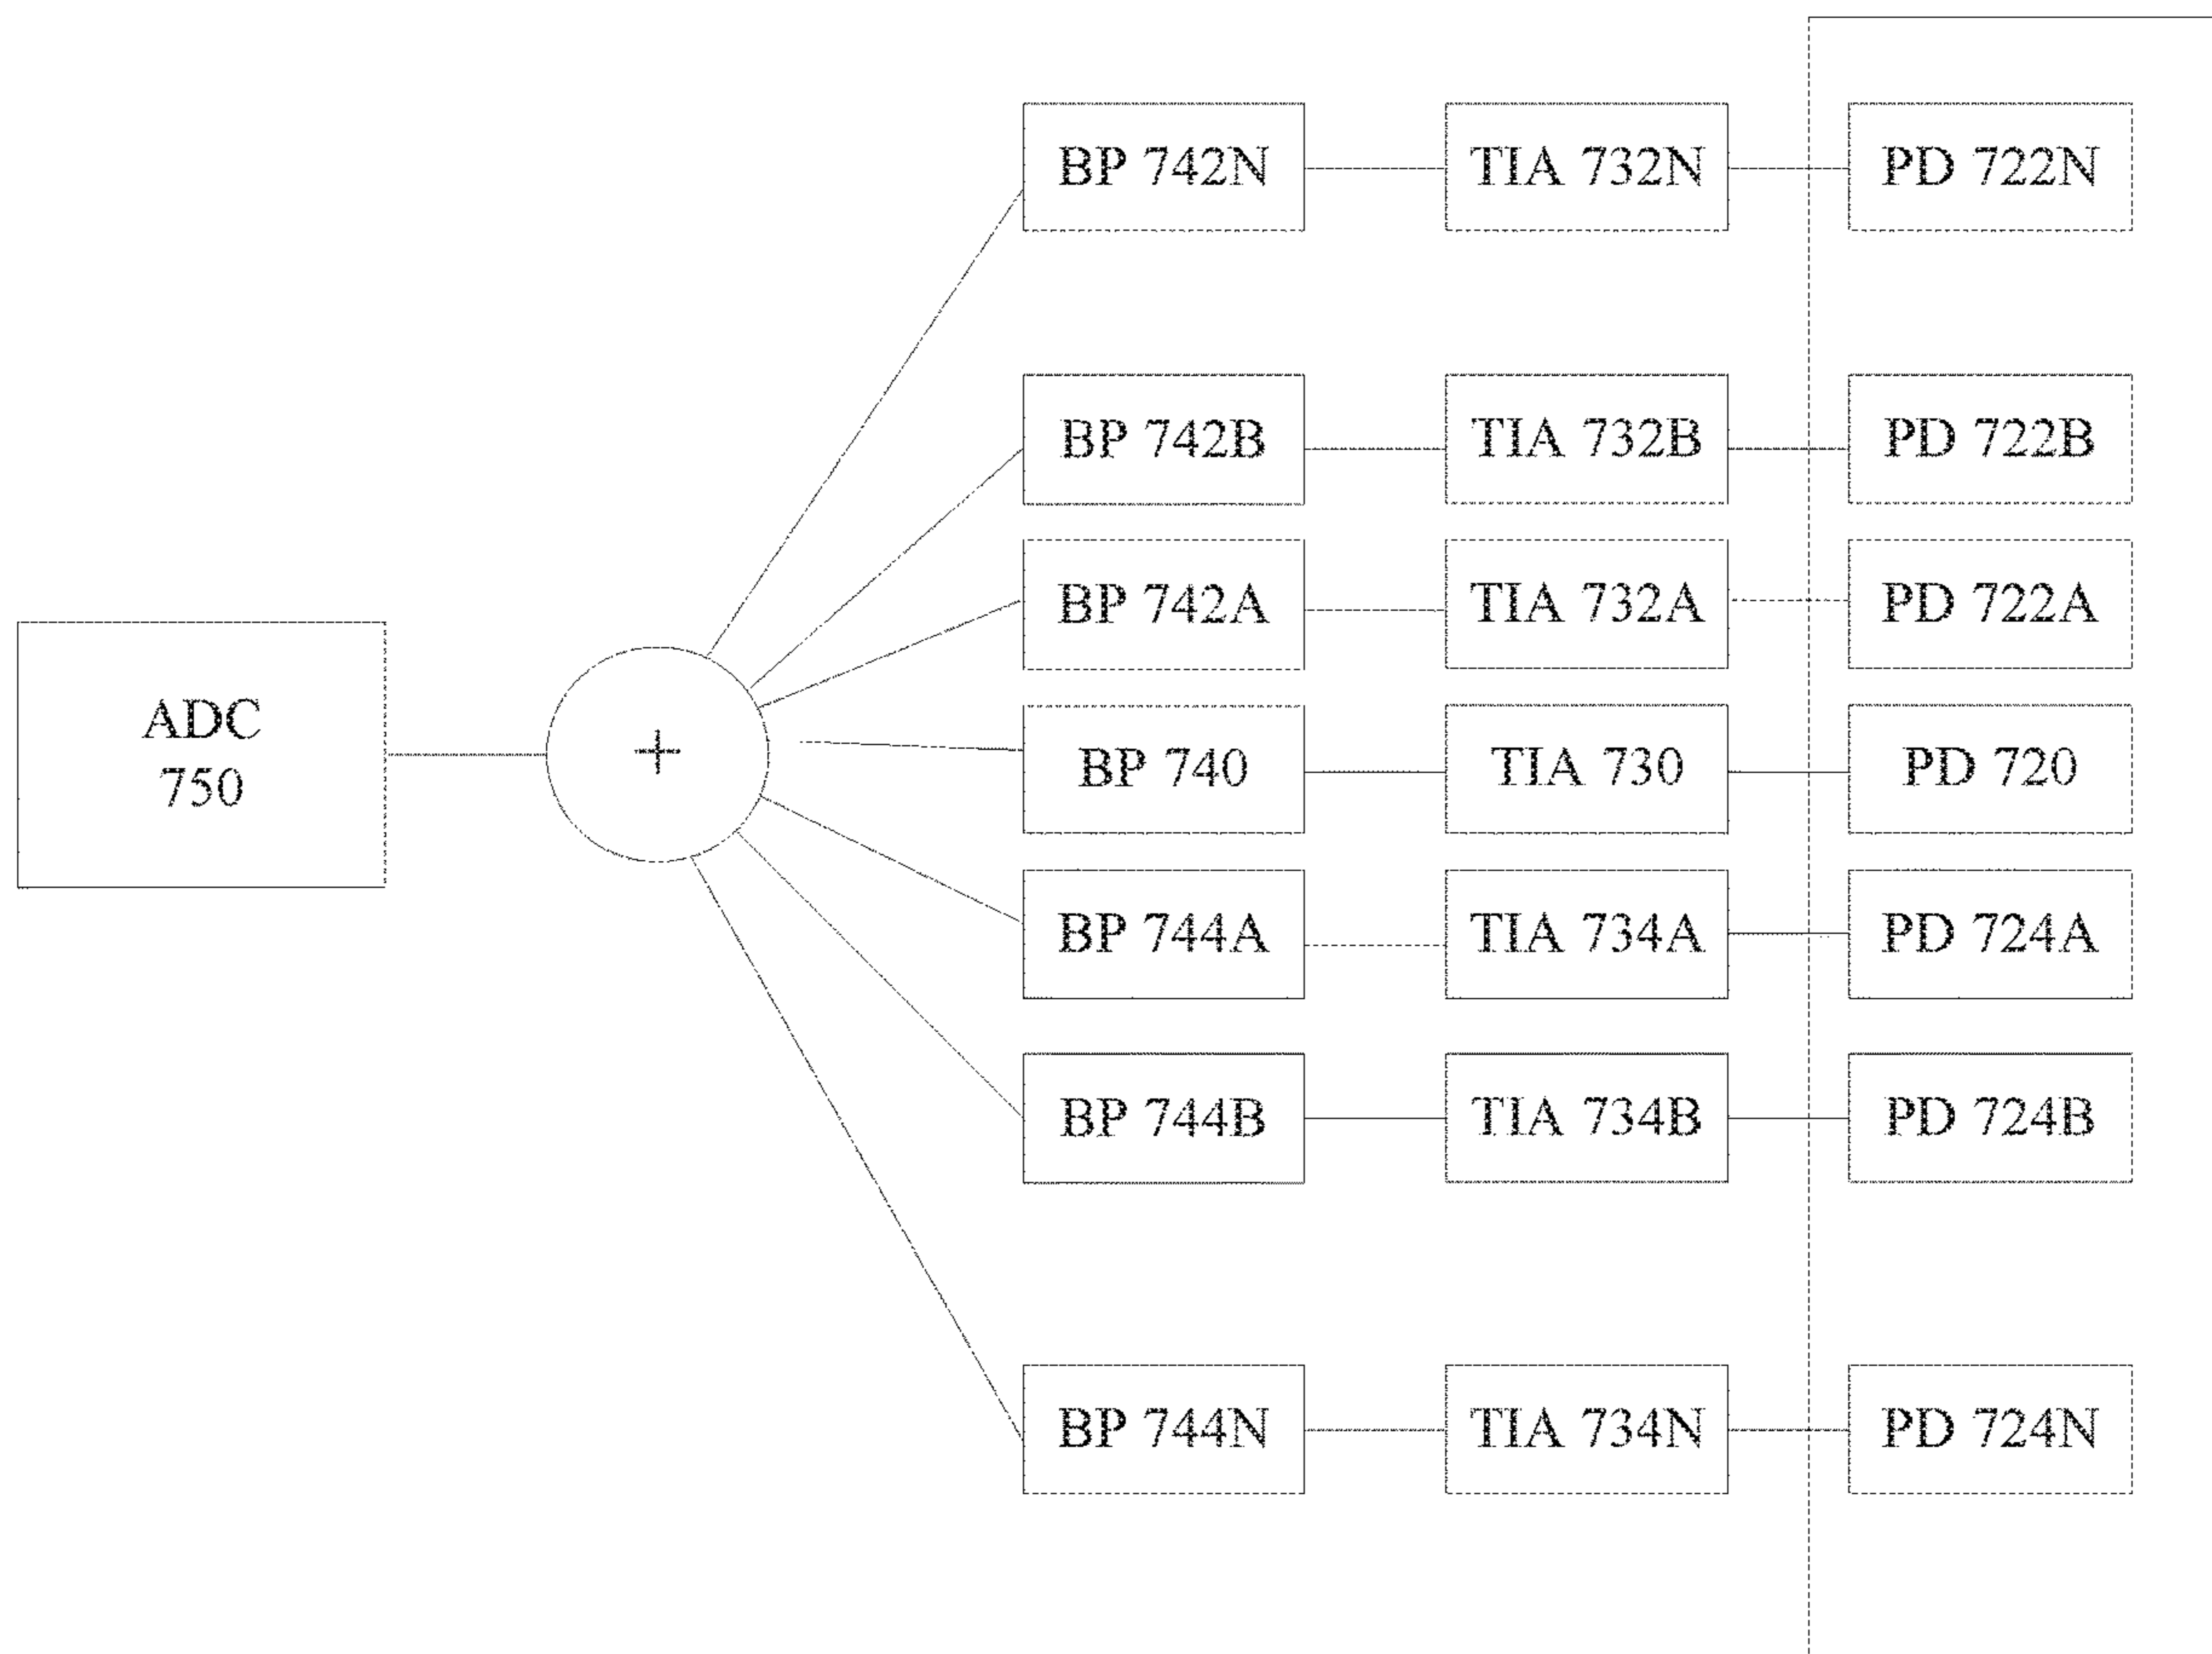 BP 742N TIA 732N PD 722N
BP 742B TIA 732B PD 722B
BP 742A TIA 732A PD 722A
ADC
750
+
BP 740 TIA 730 PD 720
BP 744A TIA 734A PD 724A
BP 744B TIA 734B PD 724B
BP 744N TIA 734N PD 724N